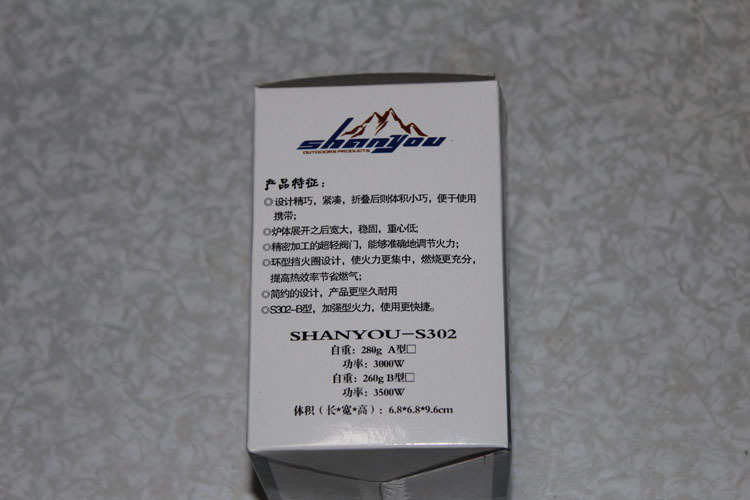 shanyou
OUTDOORS PRODUCTS
产品特征：
◎设计精巧，紧凑，折叠后则体积小巧，便于使用
携带；
◎炉体展开之后宽大，稳固，重心低；
◎精密加工的超轻阀门，能够准确地调节火力；
◎环型挡火圈设计，使火力更集中，燃烧更充分，
提高热效率节省燃气；
◎简约的设计，产品更坚久耐用
◎S302-B型，加强型火力，使用更快捷。
SHANYOU-S302
自重：280g A型□
功率：3000W
自重：260g B型□
功率：3500W
体积（长*宽*高）：6.8*6.8*9.6cm